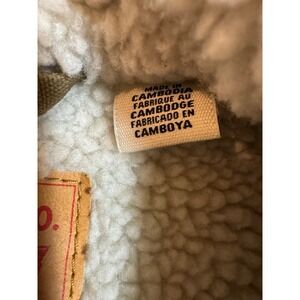 MADE IN
CAMBODIA
FABRIQUE AU
CAMBODGE
FABRICADO EN
CAMBOYA
O.